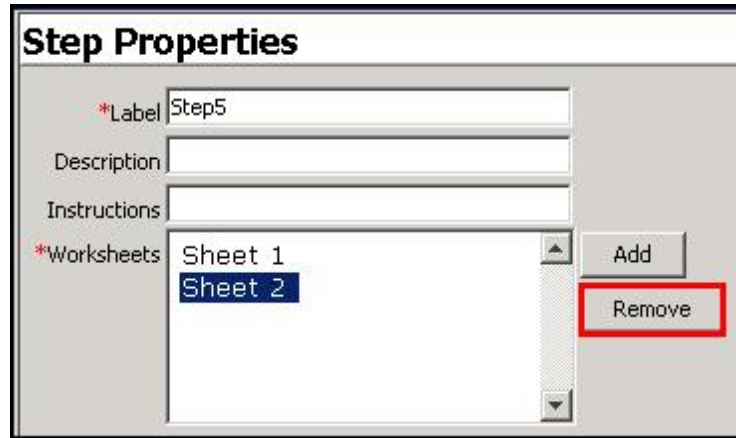 Step Properties
*Label Step5
Description
Instructions
*Worksheets Sheet 1 Add
Sheet 2 Remove